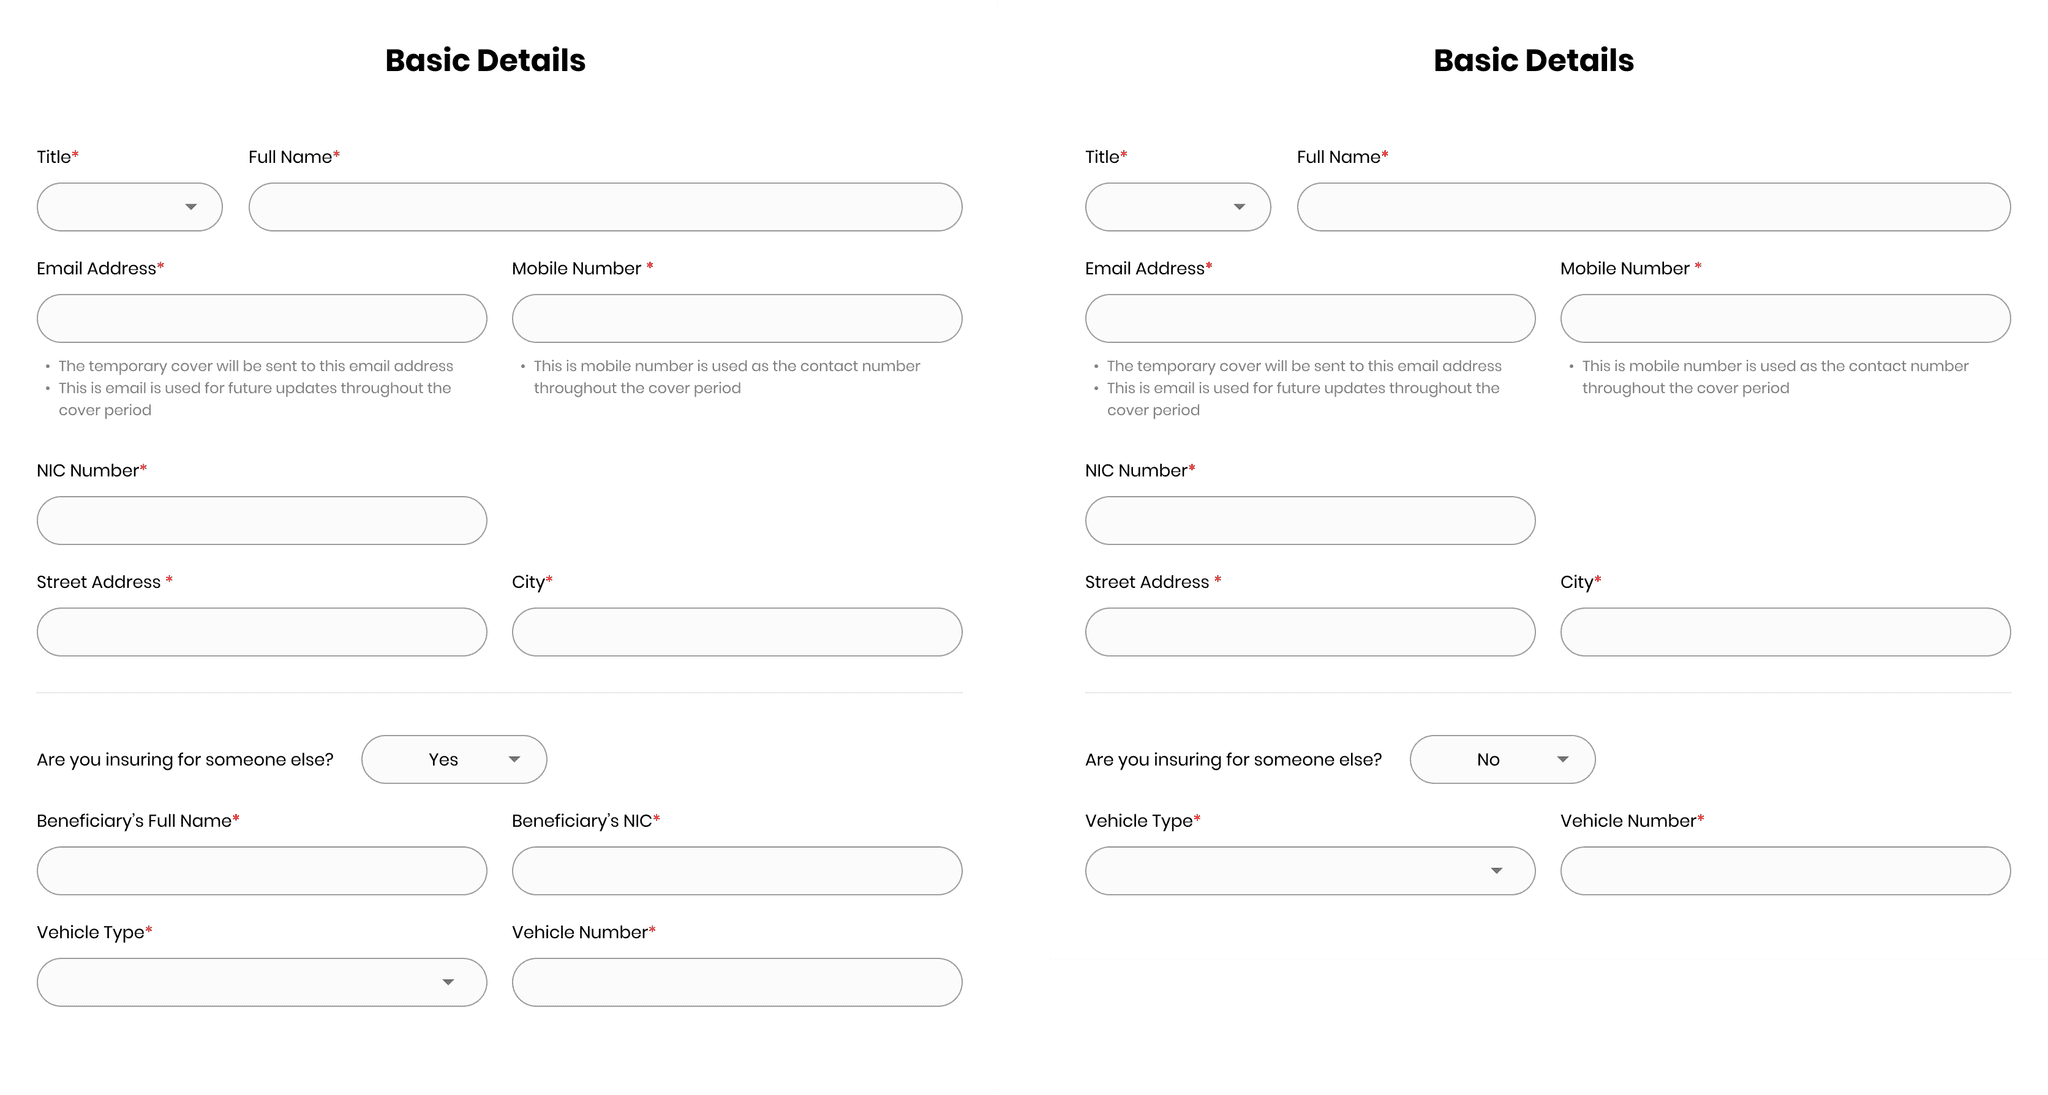 Basic Details
Title*
Full Name*
Email Address*
Mobile Number *
• The temporary cover will be sent to this email address
• This is email is used for future updates throughout the
cover period
• This is mobile number is used as the contact number
throughout the cover period
NIC Number*
Street Address *
City*
Are you insuring for someone else?
Yes
Beneficiary's Full Name*
Beneficiary's NIC*
Vehicle Type*
Vehicle Number*
Basic Details
Title*
Full Name*
Email Address*
Mobile Number *
• The temporary cover will be sent to this email address
• This is email is used for future updates throughout the
cover period
• This is mobile number is used as the contact number
throughout the cover period
NIC Number*
Street Address *
City*
Are you insuring for someone else?
No
Vehicle Type*
Vehicle Number*